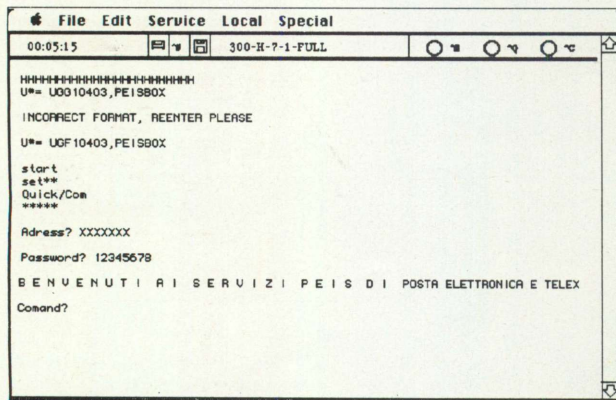 File Edit Service Local Special
00:05:15 300-H-7-1-FULL
HHHHHHHHHHHHHHHHHHHHHHHHHH
U*= UGG10403,PEISBOX
INCORRECT FORMAT, REENTER PLEASE
U*= UGF10403,PEISBOX
start
set**
Quick/Com
*****
Adress? XXXXXXX
Password? 12345678
B E N V E N U T I A I S E R V I Z I P E I S D I POSTA ELETTRONICA E TELEX
Comand?